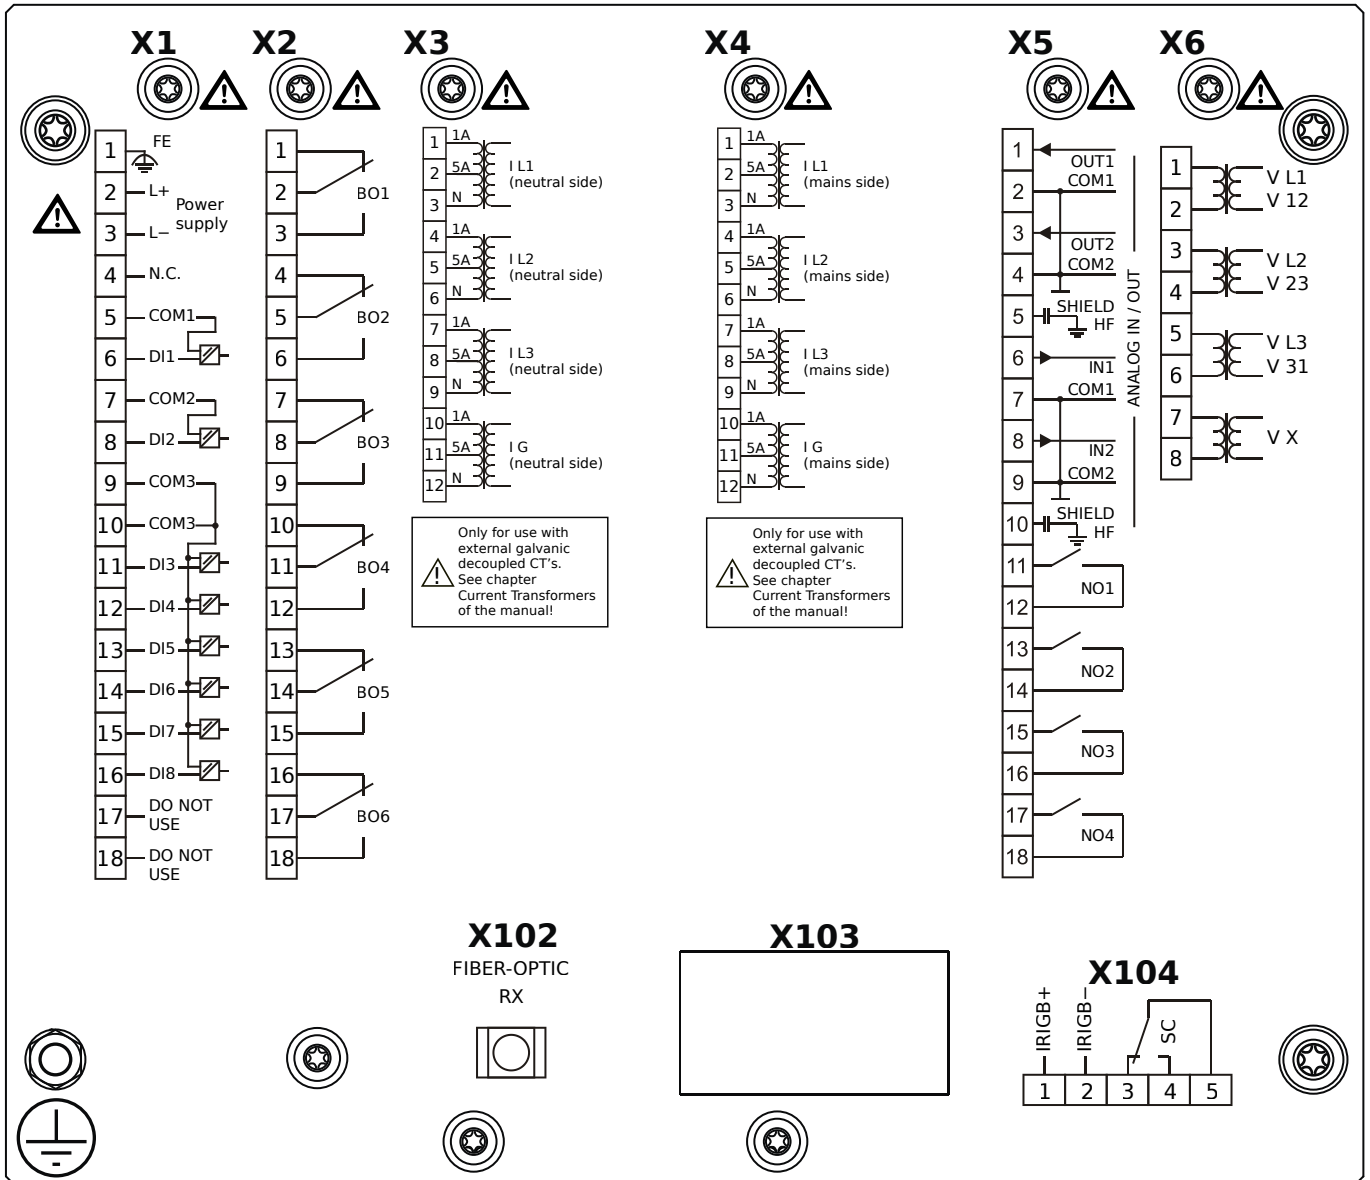 X1
X2
X3
X4
X5
X6
1 FE
2 L+
Power
supply
3 L−
4 N.C.
5 COM1
6 DI1
7 COM2
8 DI2
9 COM3
10 COM3
11 DI3
12 DI4
13 DI5
14 DI6
15 DI7
16 DI8
17 DO NOT
USE
18 DO NOT
USE
1
2 BO1
3
4
5 BO2
6
7
8 BO3
9
10
11 BO4
12
13
14 BO5
15
16
17 BO6
18
1 1A
2 5A I L1
(neutral side)
3 N
4 1A
5 5A I L2
(neutral side)
6 N
7 1A
8 5A I L3
(neutral side)
9 N
10 1A
11 5A I G
(neutral side)
12 N
Only for use with
external galvanic
decoupled CT's.
See chapter
Current Transformers
of the manual!
1 1A
2 5A I L1
(mains side)
3 N
4 1A
5 5A I L2
(mains side)
6 N
7 1A
8 5A I L3
(mains side)
9 N
10 1A
11 5A I G
(mains side)
12 N
Only for use with
external galvanic
decoupled CT's.
See chapter
Current Transformers
of the manual!
1 OUT1
2 COM1
3 OUT2
4 COM2
5 SHIELD
HF
6 IN1
7 COM1
8 IN2
9 COM2
10 SHIELD
HF
ANALOG IN / OUT
11
NO1
12
13
NO2
14
15
NO3
16
17
NO4
18
1 V L1
2 V 12
3 V L2
4 V 23
5 V L3
6 V 31
7 V X
8
X102
FIBER-OPTIC
RX
X103
X104
IRIGB+
IRIGB−
SC
1 2 3 4 5